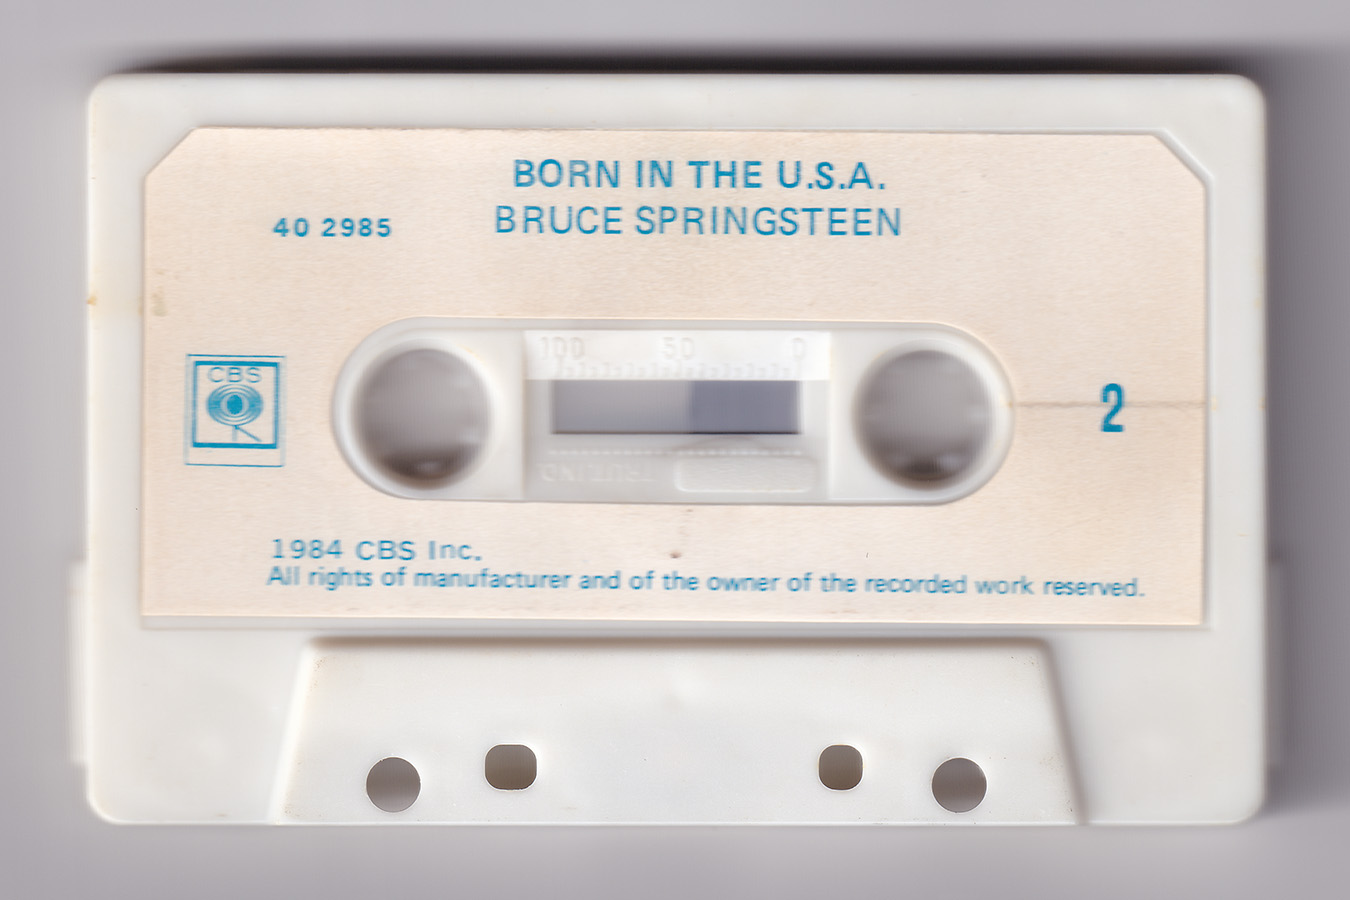 BORN IN THE U.S.A.
BRUCE SPRINGSTEEN
40 2985
100 50 0
CBS
2
1984 CBS Inc.
All rights of manufacturer and of the owner of the recorded work reserved.